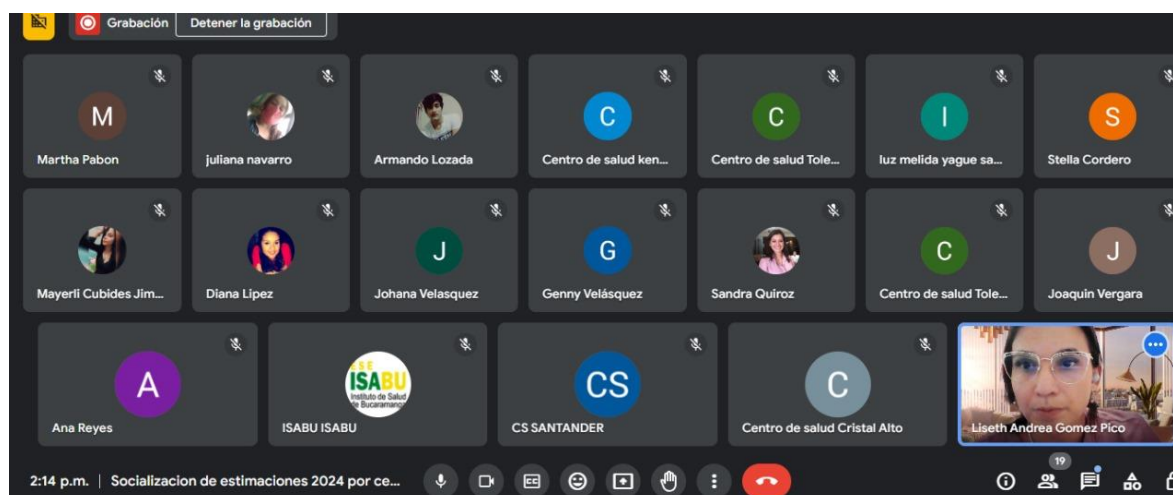 Grabación Detener la grabación
M
Martha Pabon
juliana navarro
Armando Lozada
C
Centro de salud ken...
C
Centro de salud Tole...
l
luz melida yague sa...
S
Stella Cordero
Mayerli Cubides Jim...
Diana Lipez
J
Johana Velasquez
G
Genny Velásquez
Sandra Quiroz
C
Centro de salud Tole...
J
Joaquin Vergara
A
Ana Reyes
ESE
ISABU
Instituto de Salud
de Bucaramanga
ISABU ISABU
CS
CS SANTANDER
C
Centro de salud Cristal Alto
Liseth Andrea Gomez Pico
2:14 p.m. | Socializacion de estimaciones 2024 por ce...
CC
19